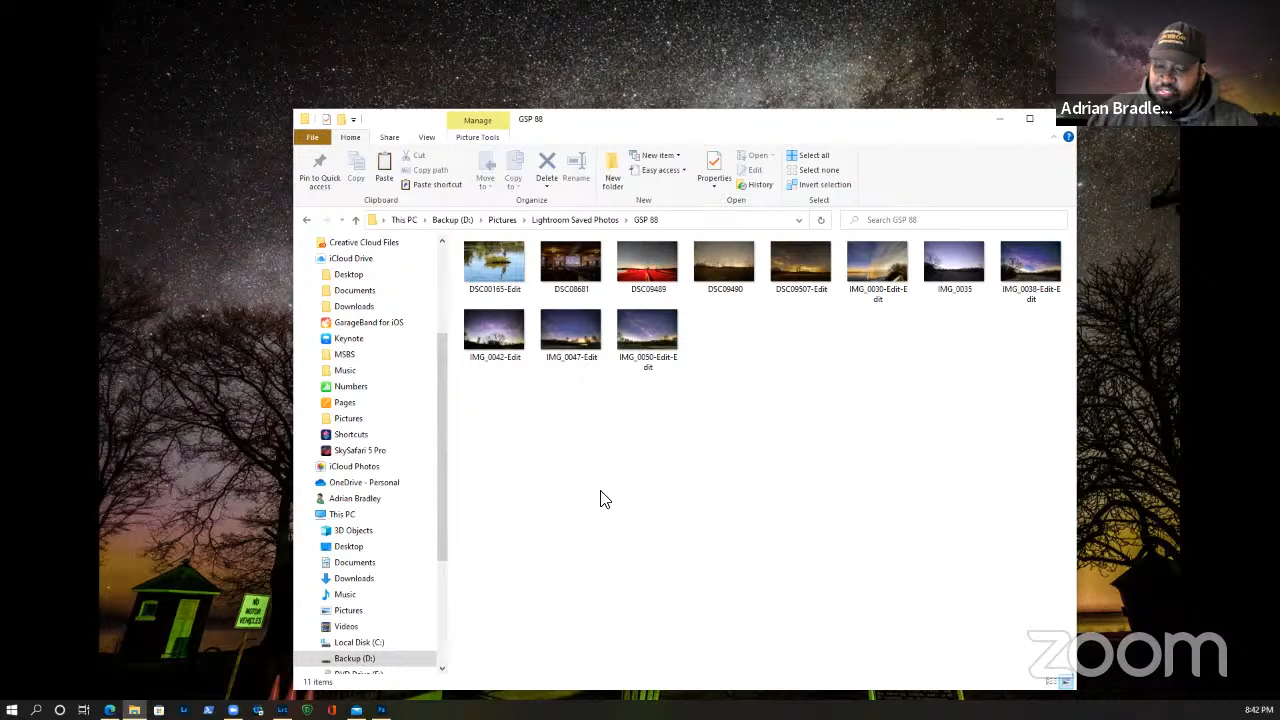 Adrian Bradle...
Manage
GSP 88
File
Home
Share
View
Picture Tools
Pin to Quick
access
Copy
Paste
Cut
Copy path
Paste shortcut
Clipboard
Move
to
Copy
to
Delete
Rename
Organize
New
folder
New item
Easy access
New
Properties
Open
Edit
History
Open
Select all
Select none
Invert selection
Select
This PC
Backup (D:)
Pictures
Lightroom Saved Photos
GSP 88
Search GSP 88
Creative Cloud Files
iCloud Drive
Desktop
Documents
Downloads
GarageBand for iOS
Keynote
MSBS
Music
Numbers
Pages
Pictures
Shortcuts
SkySafari 5 Pro
iCloud Photos
OneDrive - Personal
Adrian Bradley
This PC
3D Objects
Desktop
Documents
Downloads
Music
Pictures
Videos
Local Disk (C:)
Backup (D:)
DSC00165-Edit
DSC08681
DSC09489
DSC09490
DSC09507-Edit
IMG_0030-Edit-E
dit
IMG_0035
IMG_0038-Edit-E
dit
IMG_0042-Edit
IMG_0047-Edit
IMG_0050-Edit-E
dit
11 items
NO
MOTOR
VEHICLES
zoom
8:42 PM